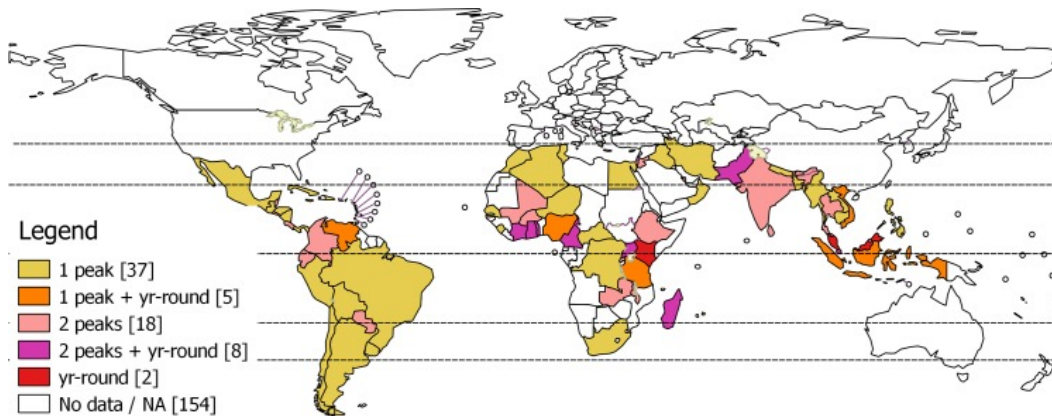 Legend
1 peak [37]
1 peak + yr-round [5]
2 peaks [18]
2 peaks + yr-round [8]
yr-round [2]
No data / NA [154]